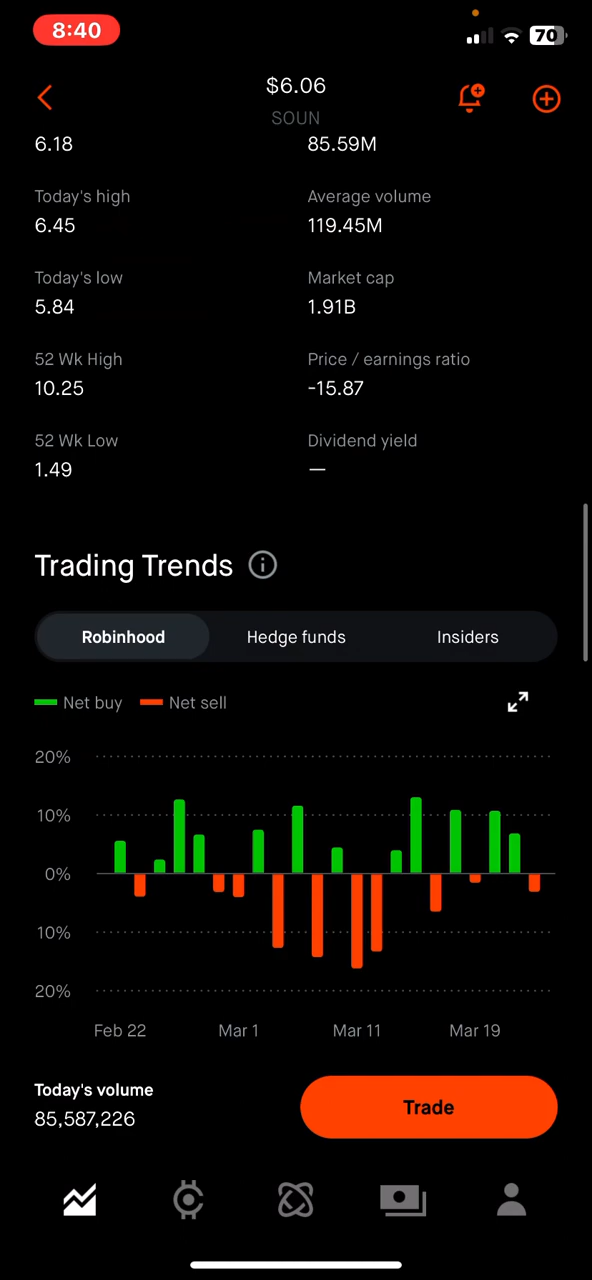 8:40
70
$6.06
SOUN
6.18 85.59M
Today's high Average volume
6.45 119.45M
Today's low Market cap
5.84 1.91B
52 Wk High Price / earnings ratio
10.25 -15.87
52 Wk Low Dividend yield
1.49 —
Trading Trends
Robinhood Hedge funds Insiders
Net buy Net sell
20%
10%
0%
10%
20%
Feb 22 Mar 1 Mar 11 Mar 19
Today's volume
85,587,226
Trade